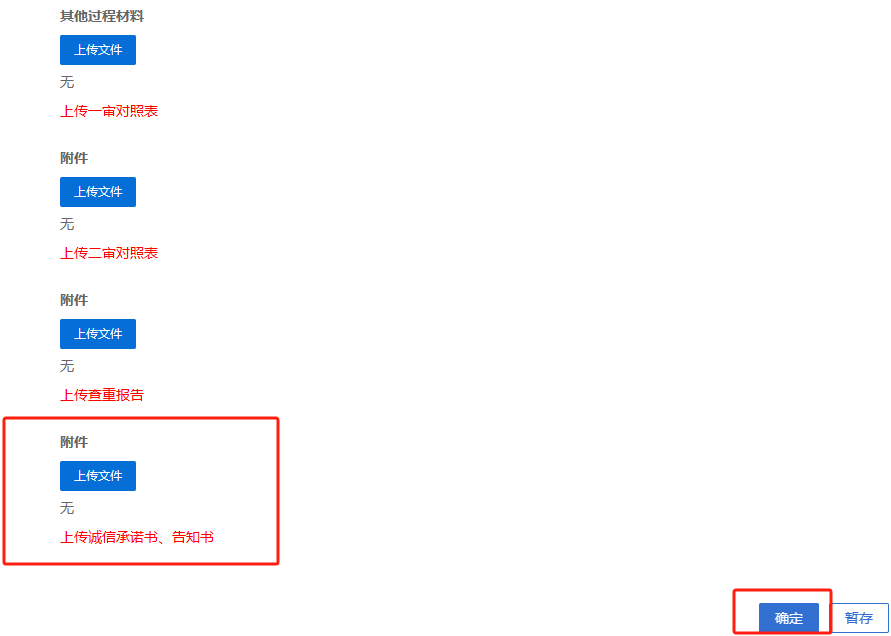 其他过程材料
上传文件
无
上传一审对照表
附件
上传文件
无
上传二审对照表
附件
上传文件
无
上传查重报告
附件
上传文件
无
上传诚信承诺书、告知书
确定
暂存